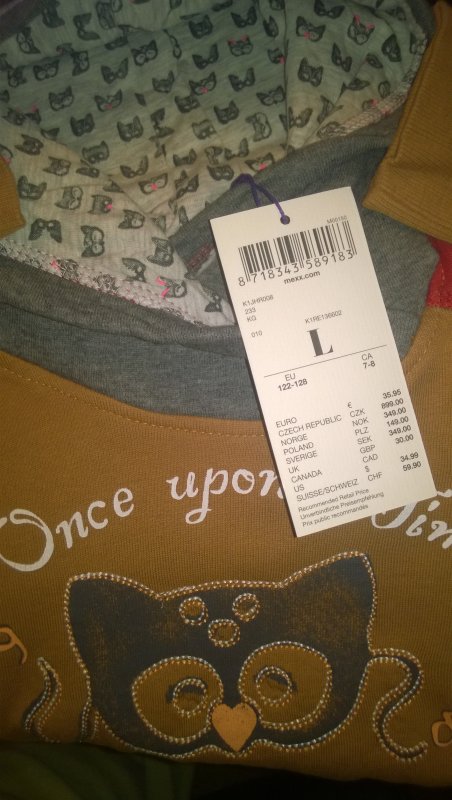 8 718343 589183
mexx.com
K1JHR008
233
KG
010
K1RE136602
L
EU CA
122-128 7-8
EURO € 35.95
CZECH REPUBLIC CZK 899.00
NORGE NOK 349.00
POLAND PLZ 149.00
SVERIGE SEK 349.00
UK GBP 30.00
CANADA CAD
US $ 34.99
SUISSE/SCHWEIZ CHF 59.90
Recommended Retail Price
Unverbindliche Preisempfehlung
Prix public recommandés
Once upon